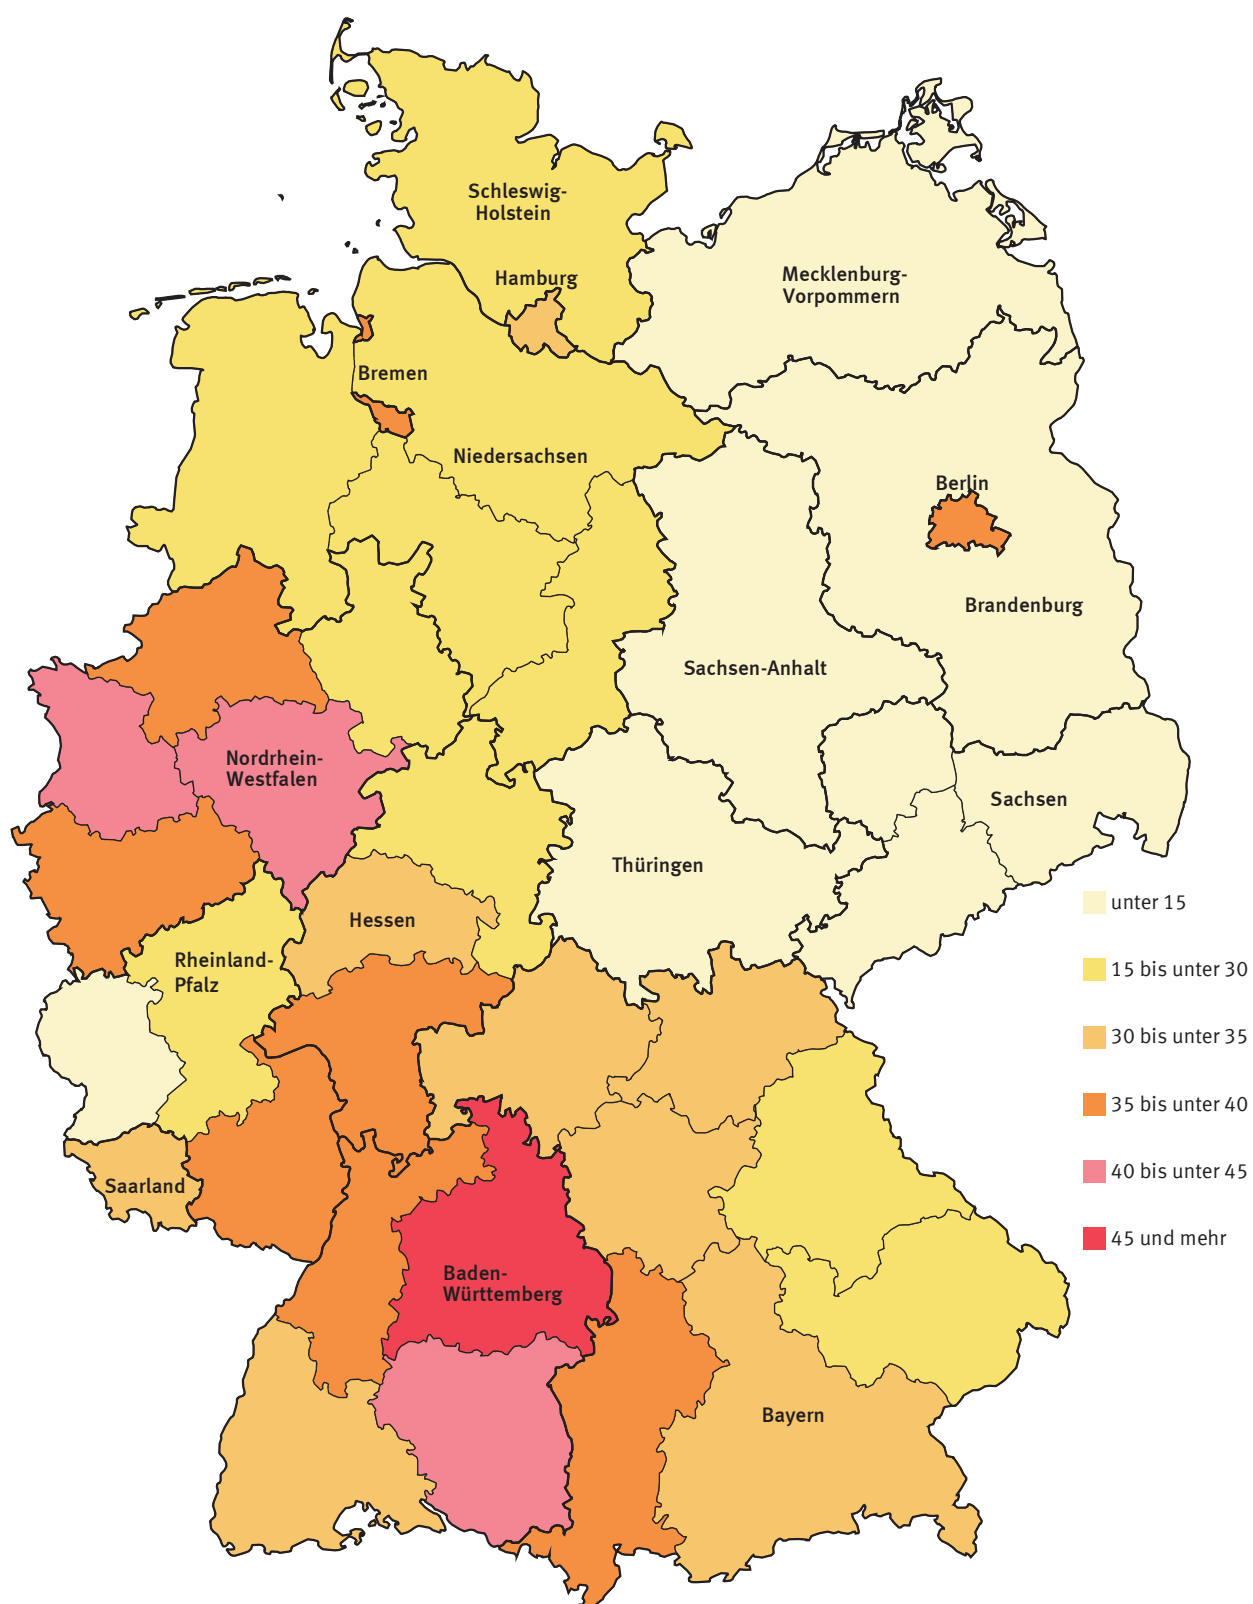 Schleswig-
Holstein
Hamburg
Mecklenburg-
Vorpommern
Bremen
Niedersachsen
Berlin
Brandenburg
Sachsen-Anhalt
Nordrhein-
Westfalen
Sachsen
Thüringen
Hessen
Rheinland-
Pfalz
Saarland
Baden-
Württemberg
Bayern
unter 15
15 bis unter 30
30 bis unter 35
35 bis unter 40
40 bis unter 45
45 und mehr